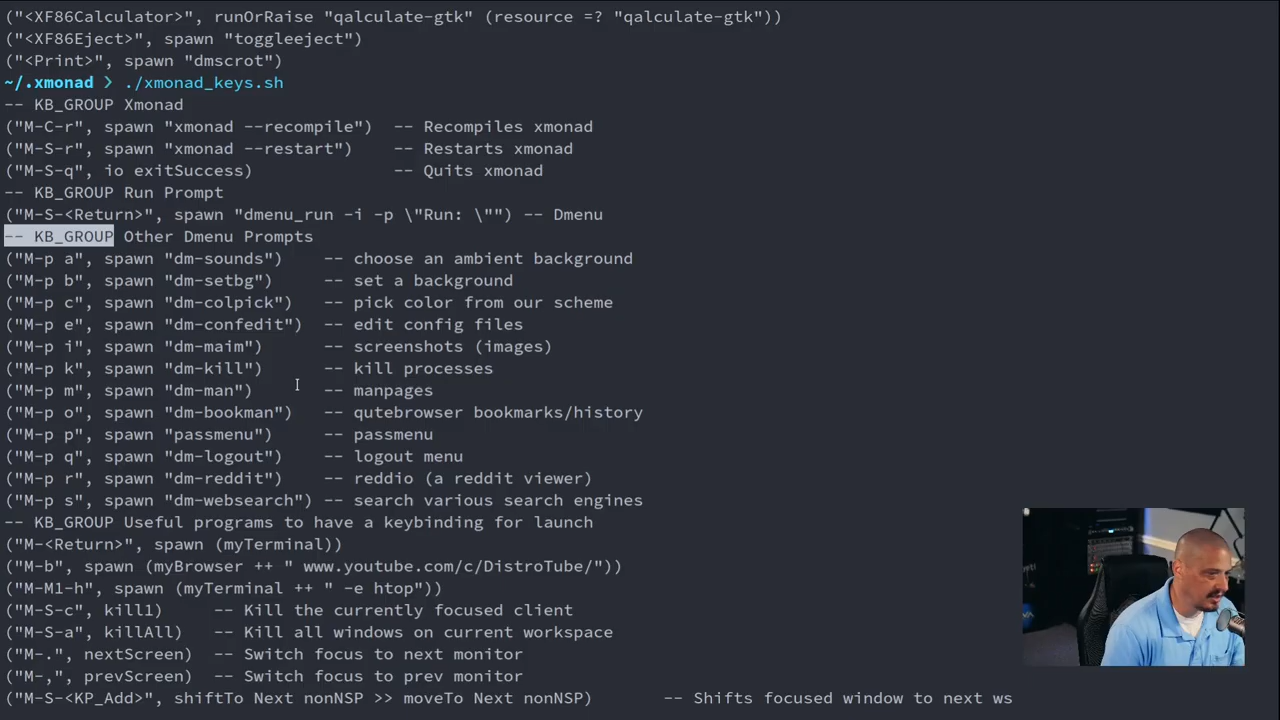 ("<XF86Calculator>", runOrRaise "qalculate-gtk" (resource =? "qalculate-gtk"))
("<XF86Eject>", spawn "toggleeject")
("<Print>", spawn "dmscrot")
~/.xmonad > ./xmonad_keys.sh
-- KB_GROUP Xmonad
("M-C-r", spawn "xmonad --recompile")  -- Recompiles xmonad
("M-S-r", spawn "xmonad --restart")    -- Restarts xmonad
("M-S-q", io exitSuccess)              -- Quits xmonad
-- KB_GROUP Run Prompt
("M-S-<Return>", spawn "dmenu_run -i -p \"Run: \"") -- Dmenu
-- KB_GROUP Other Dmenu Prompts
("M-p a", spawn "dm-sounds")    -- choose an ambient background
("M-p b", spawn "dm-setbg")     -- set a background
("M-p c", spawn "dm-colpick")   -- pick color from our scheme
("M-p e", spawn "dm-confedit")  -- edit config files
("M-p i", spawn "dm-maim")      -- screenshots (images)
("M-p k", spawn "dm-kill")      -- kill processes
("M-p m", spawn "dm-man")       -- manpages
("M-p o", spawn "dm-bookman")   -- qutebrowser bookmarks/history
("M-p p", spawn "passmenu")     -- passmenu
("M-p q", spawn "dm-logout")    -- logout menu
("M-p r", spawn "dm-reddit")    -- reddio (a reddit viewer)
("M-p s", spawn "dm-websearch") -- search various search engines
-- KB_GROUP Useful programs to have a keybinding for launch
("M-<Return>", spawn (myTerminal))
("M-b", spawn (myBrowser ++ " www.youtube.com/c/DistroTube/"))
("M-M1-h", spawn (myTerminal ++ " -e htop"))
("M-S-c", kill1)     -- Kill the currently focused client
("M-S-a", killAll)   -- Kill all windows on current workspace
("M-.", nextScreen)  -- Switch focus to next monitor
("M-,", prevScreen)  -- Switch focus to prev monitor
("M-S-<KP_Add>", shiftTo Next nonNSP >> moveTo Next nonNSP)       -- Shifts focused window to next ws